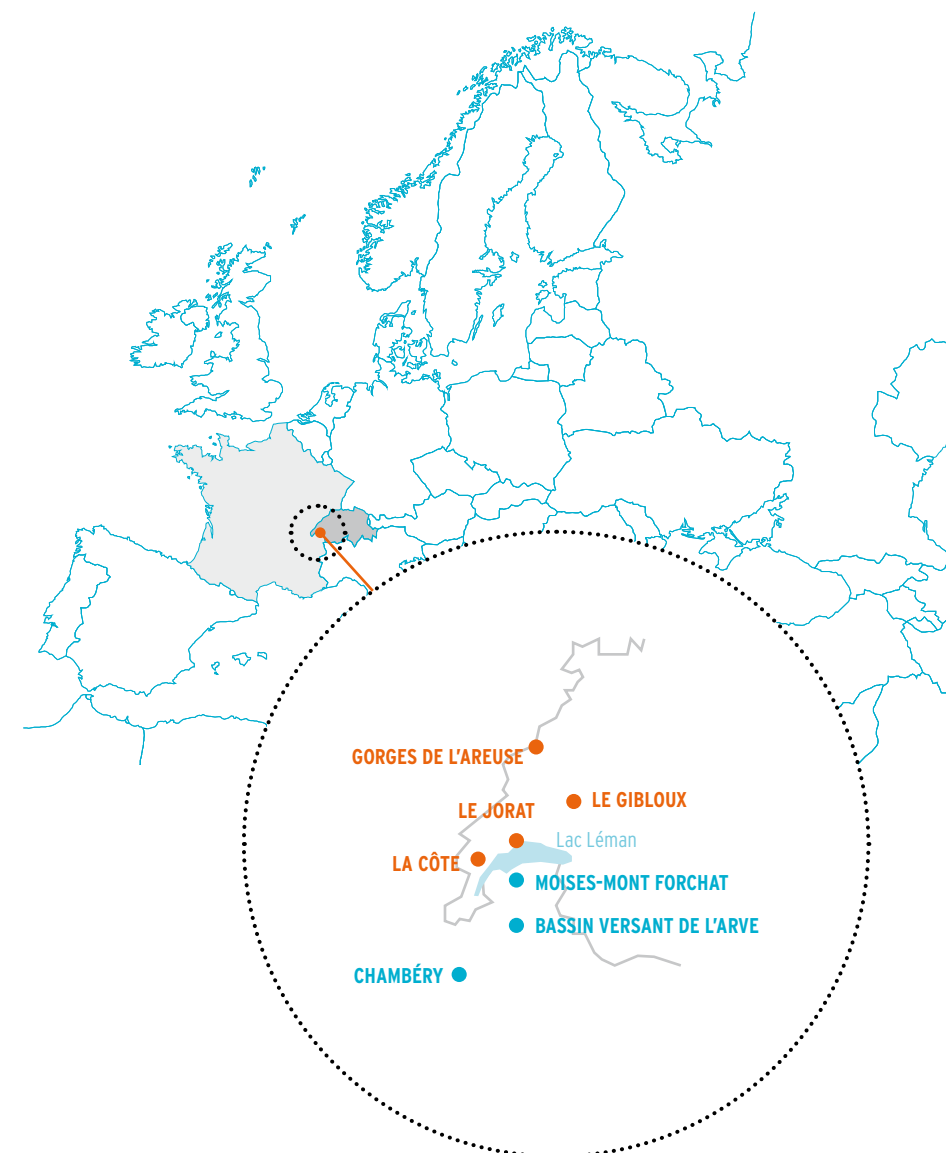 GORGES DE L'AREUSE
LE GIBLOUX
LE JORAT
Lac Léman
LA CÔTE
MOISES-MONT FORCHAT
BASSIN VERSANT DE L'ARVE
CHAMBÉRY